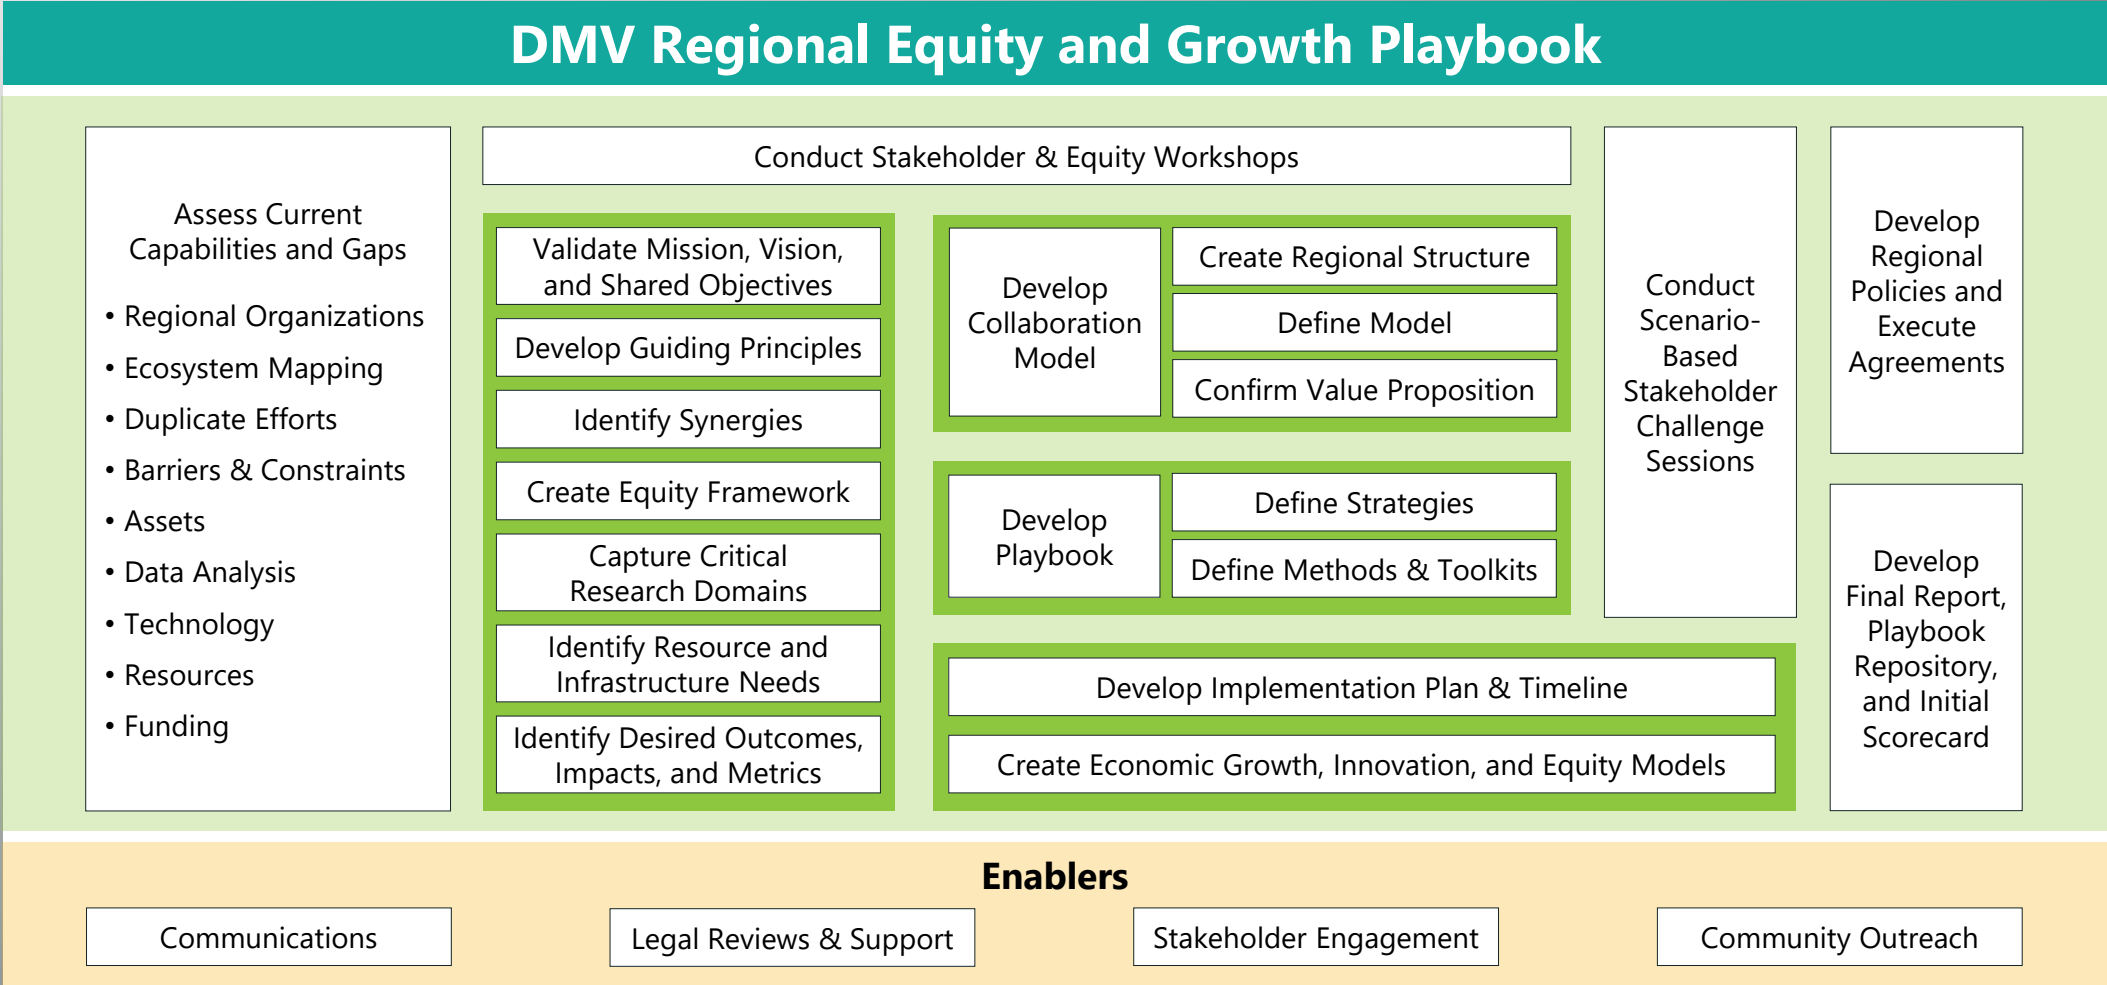 DMV Regional Equity and Growth Playbook
Assess Current
Capabilities and Gaps
• Regional Organizations
• Ecosystem Mapping
• Duplicate Efforts
• Barriers & Constraints
• Assets
• Data Analysis
• Technology
• Resources
• Funding
Conduct Stakeholder & Equity Workshops
Validate Mission, Vision,
and Shared Objectives
Develop Guiding Principles
Identify Synergies
Create Equity Framework
Capture Critical
Research Domains
Identify Resource and
Infrastructure Needs
Identify Desired Outcomes,
Impacts, and Metrics
Develop
Collaboration
Model
Create Regional Structure
Define Model
Confirm Value Proposition
Develop
Playbook
Define Strategies
Define Methods & Toolkits
Develop Implementation Plan & Timeline
Create Economic Growth, Innovation, and Equity Models
Conduct
Scenario-
Based
Stakeholder
Challenge
Sessions
Develop
Regional
Policies and
Execute
Agreements
Develop
Final Report,
Playbook
Repository,
and Initial
Scorecard
Enablers
Communications
Legal Reviews & Support
Stakeholder Engagement
Community Outreach